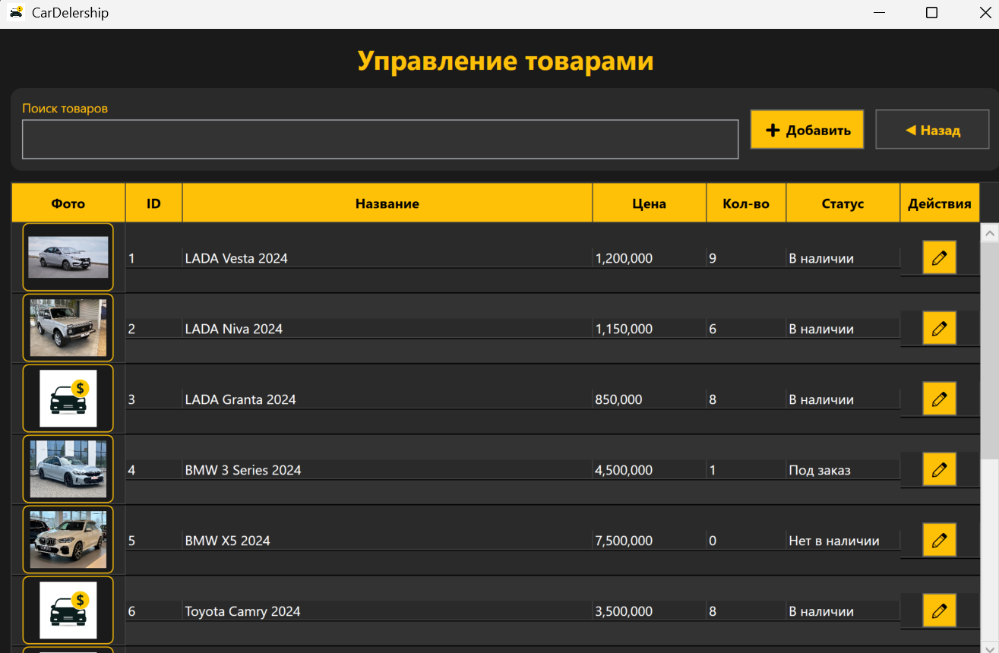 CarDelership
Управление товарами
Поиск товаров
Добавить
Назад
Фото ID Название Цена Кол-во Статус Действия
1 LADA Vesta 2024 1,200,000 9 В наличии
2 LADA Niva 2024 1,150,000 6 В наличии
$
3 LADA Granta 2024 850,000 8 В наличии
4 BMW 3 Series 2024 4,500,000 1 Под заказ
5 BMW X5 2024 7,500,000 0 Нет в наличии
$
6 Toyota Camry 2024 3,500,000 8 В наличии